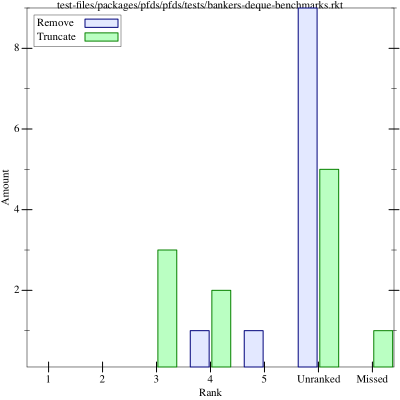 test-files/packages/pfds/pfds/tests/bankers-deque-benchmarks.rkt
Remove
Truncate
8
6
4
2
Amount
1 2 3 4 5 Unranked Missed
Rank